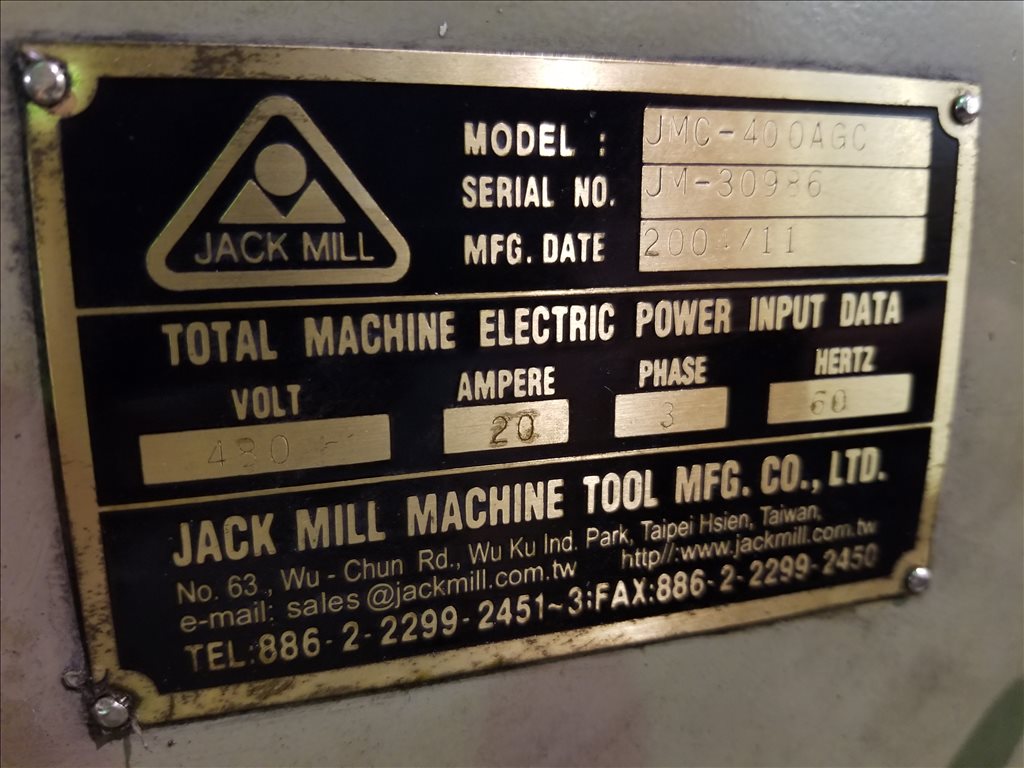 JACK MILL
MODEL : JMC-400AGC
SERIAL NO. JM-30986
MFG. DATE 2004/11
TOTAL MACHINE ELECTRIC POWER INPUT DATA
VOLT AMPERE PHASE HERTZ
480 20 3 60
JACK MILL MACHINE TOOL MFG. CO., LTD.
No. 63 , Wu - Chun Rd., Wu Ku Ind. Park, Taipei Hsien, Taiwan,
e-mail: sales @jackmill.com.tw http//:www.jackmill.com.tw
TEL:886-2-2299-2451~3:FAX:886-2-2299-2450